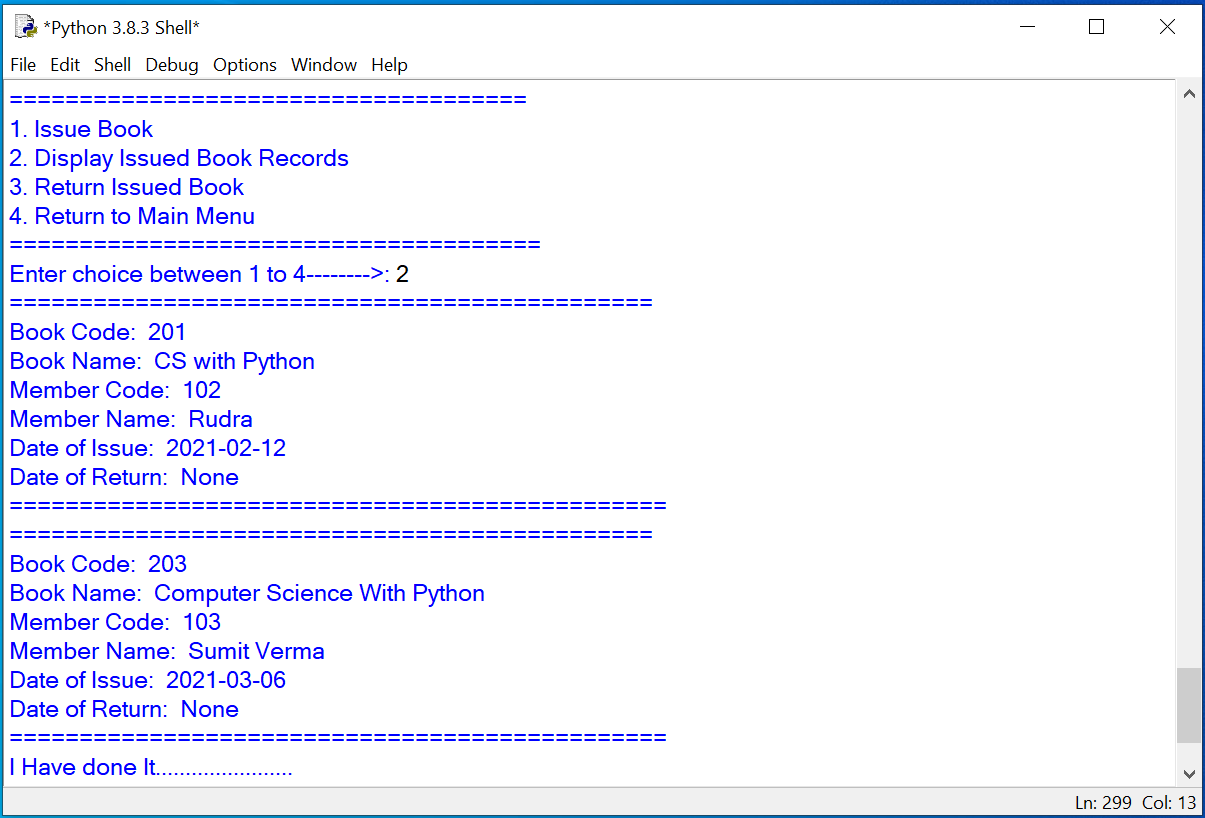 *Python 3.8.3 Shell*
File Edit Shell Debug Options Window Help
=====================================
1. Issue Book
2. Display Issued Book Records
3. Return Issued Book
4. Return to Main Menu
======================================
Enter choice between 1 to 4-------->: 2
==============================================
Book Code:  201
Book Name:  CS with Python
Member Code:  102
Member Name:  Rudra
Date of Issue:  2021-02-12
Date of Return:  None
===============================================
==============================================
Book Code:  203
Book Name:  Computer Science With Python
Member Code:  103
Member Name:  Sumit Verma
Date of Issue:  2021-03-06
Date of Return:  None
===============================================
I Have done It.......................
Ln: 299 Col: 13